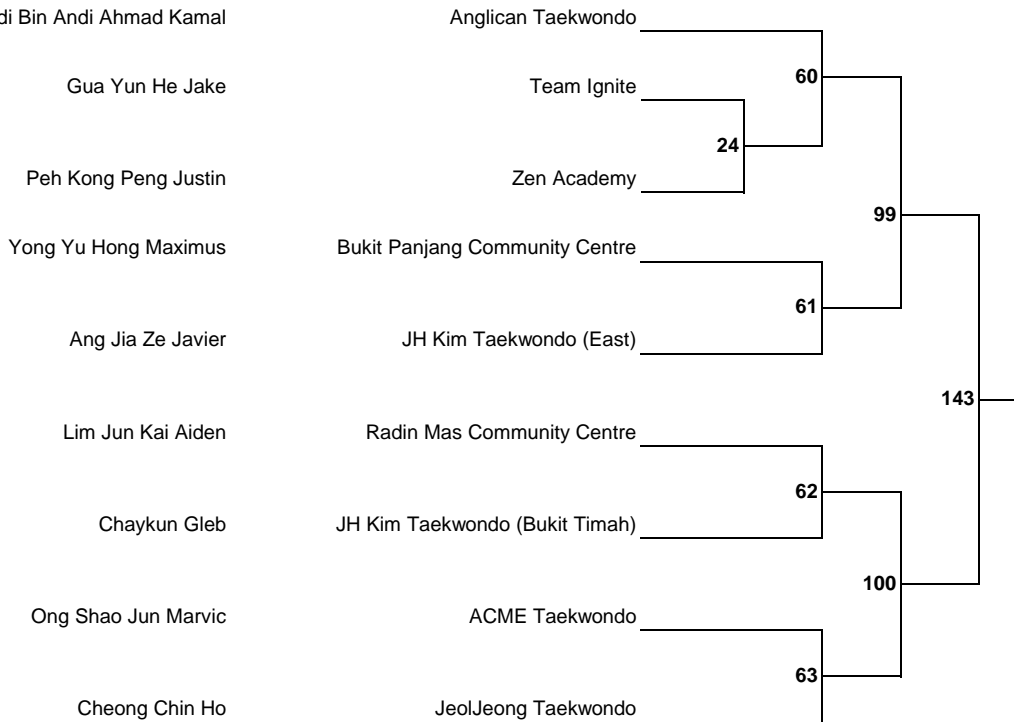 di Bin Andi Ahmad Kamal Anglican Taekwondo
60
Gua Yun He Jake Team Ignite
24
Peh Kong Peng Justin Zen Academy
99
Yong Yu Hong Maximus Bukit Panjang Community Centre
61
Ang Jia Ze Javier JH Kim Taekwondo (East)
143
Lim Jun Kai Aiden Radin Mas Community Centre
62
Chaykun Gleb JH Kim Taekwondo (Bukit Timah)
100
Ong Shao Jun Marvic ACME Taekwondo
63
Cheong Chin Ho JeolJeong Taekwondo